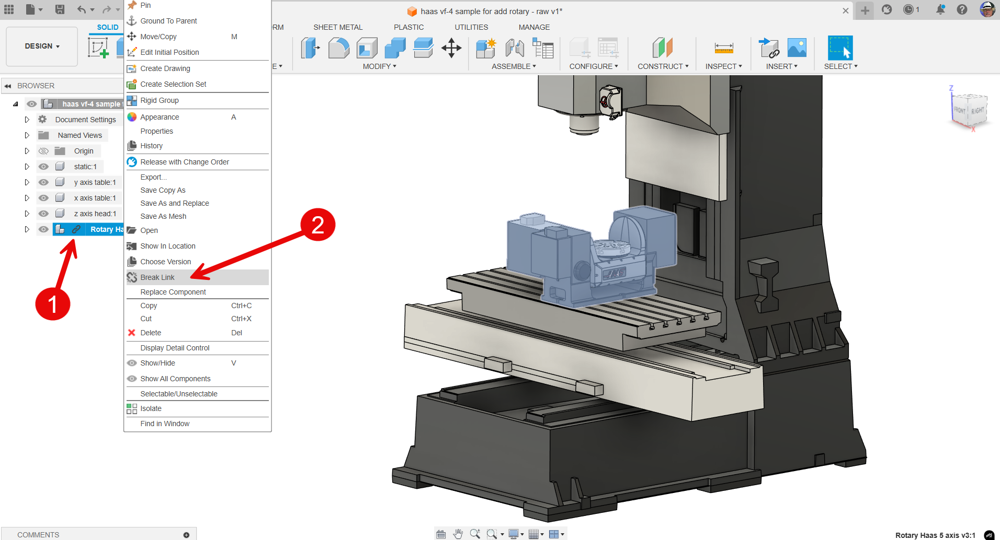 haas vf-4 sample for add rotary - raw v1*
1
SOLID
RM
SHEET METAL
PLASTIC
UTILITIES
MANAGE
DESIGN
E
MODIFY
ASSEMBLE
CONFIGURE
CONSTRUCT
INSPECT
INSERT
SELECT
BROWSER
haas vf-4 sample f
Document Settings
Named Views
Origin
static:1
y axis table:1
x axis table:1
z axis head:1
Rotary Ha
Pin
Ground To Parent
Move/Copy M
Edit Initial Position
Create Drawing
Create Selection Set
Rigid Group
Appearance A
Properties
History
Release with Change Order
Export...
Save Copy As
Save As and Replace
Save As Mesh
Open
Show In Location
Choose Version
Break Link
Replace Component
Copy Ctrl+C
Cut Ctrl+X
Delete Del
Display Detail Control
Show/Hide V
Show All Components
Selectable/Unselectable
Isolate
Find in Window
1
2
Z
FRONT
RIGHT
X
HAAS
COMMENTS
Rotary Haas 5 axis v3:1